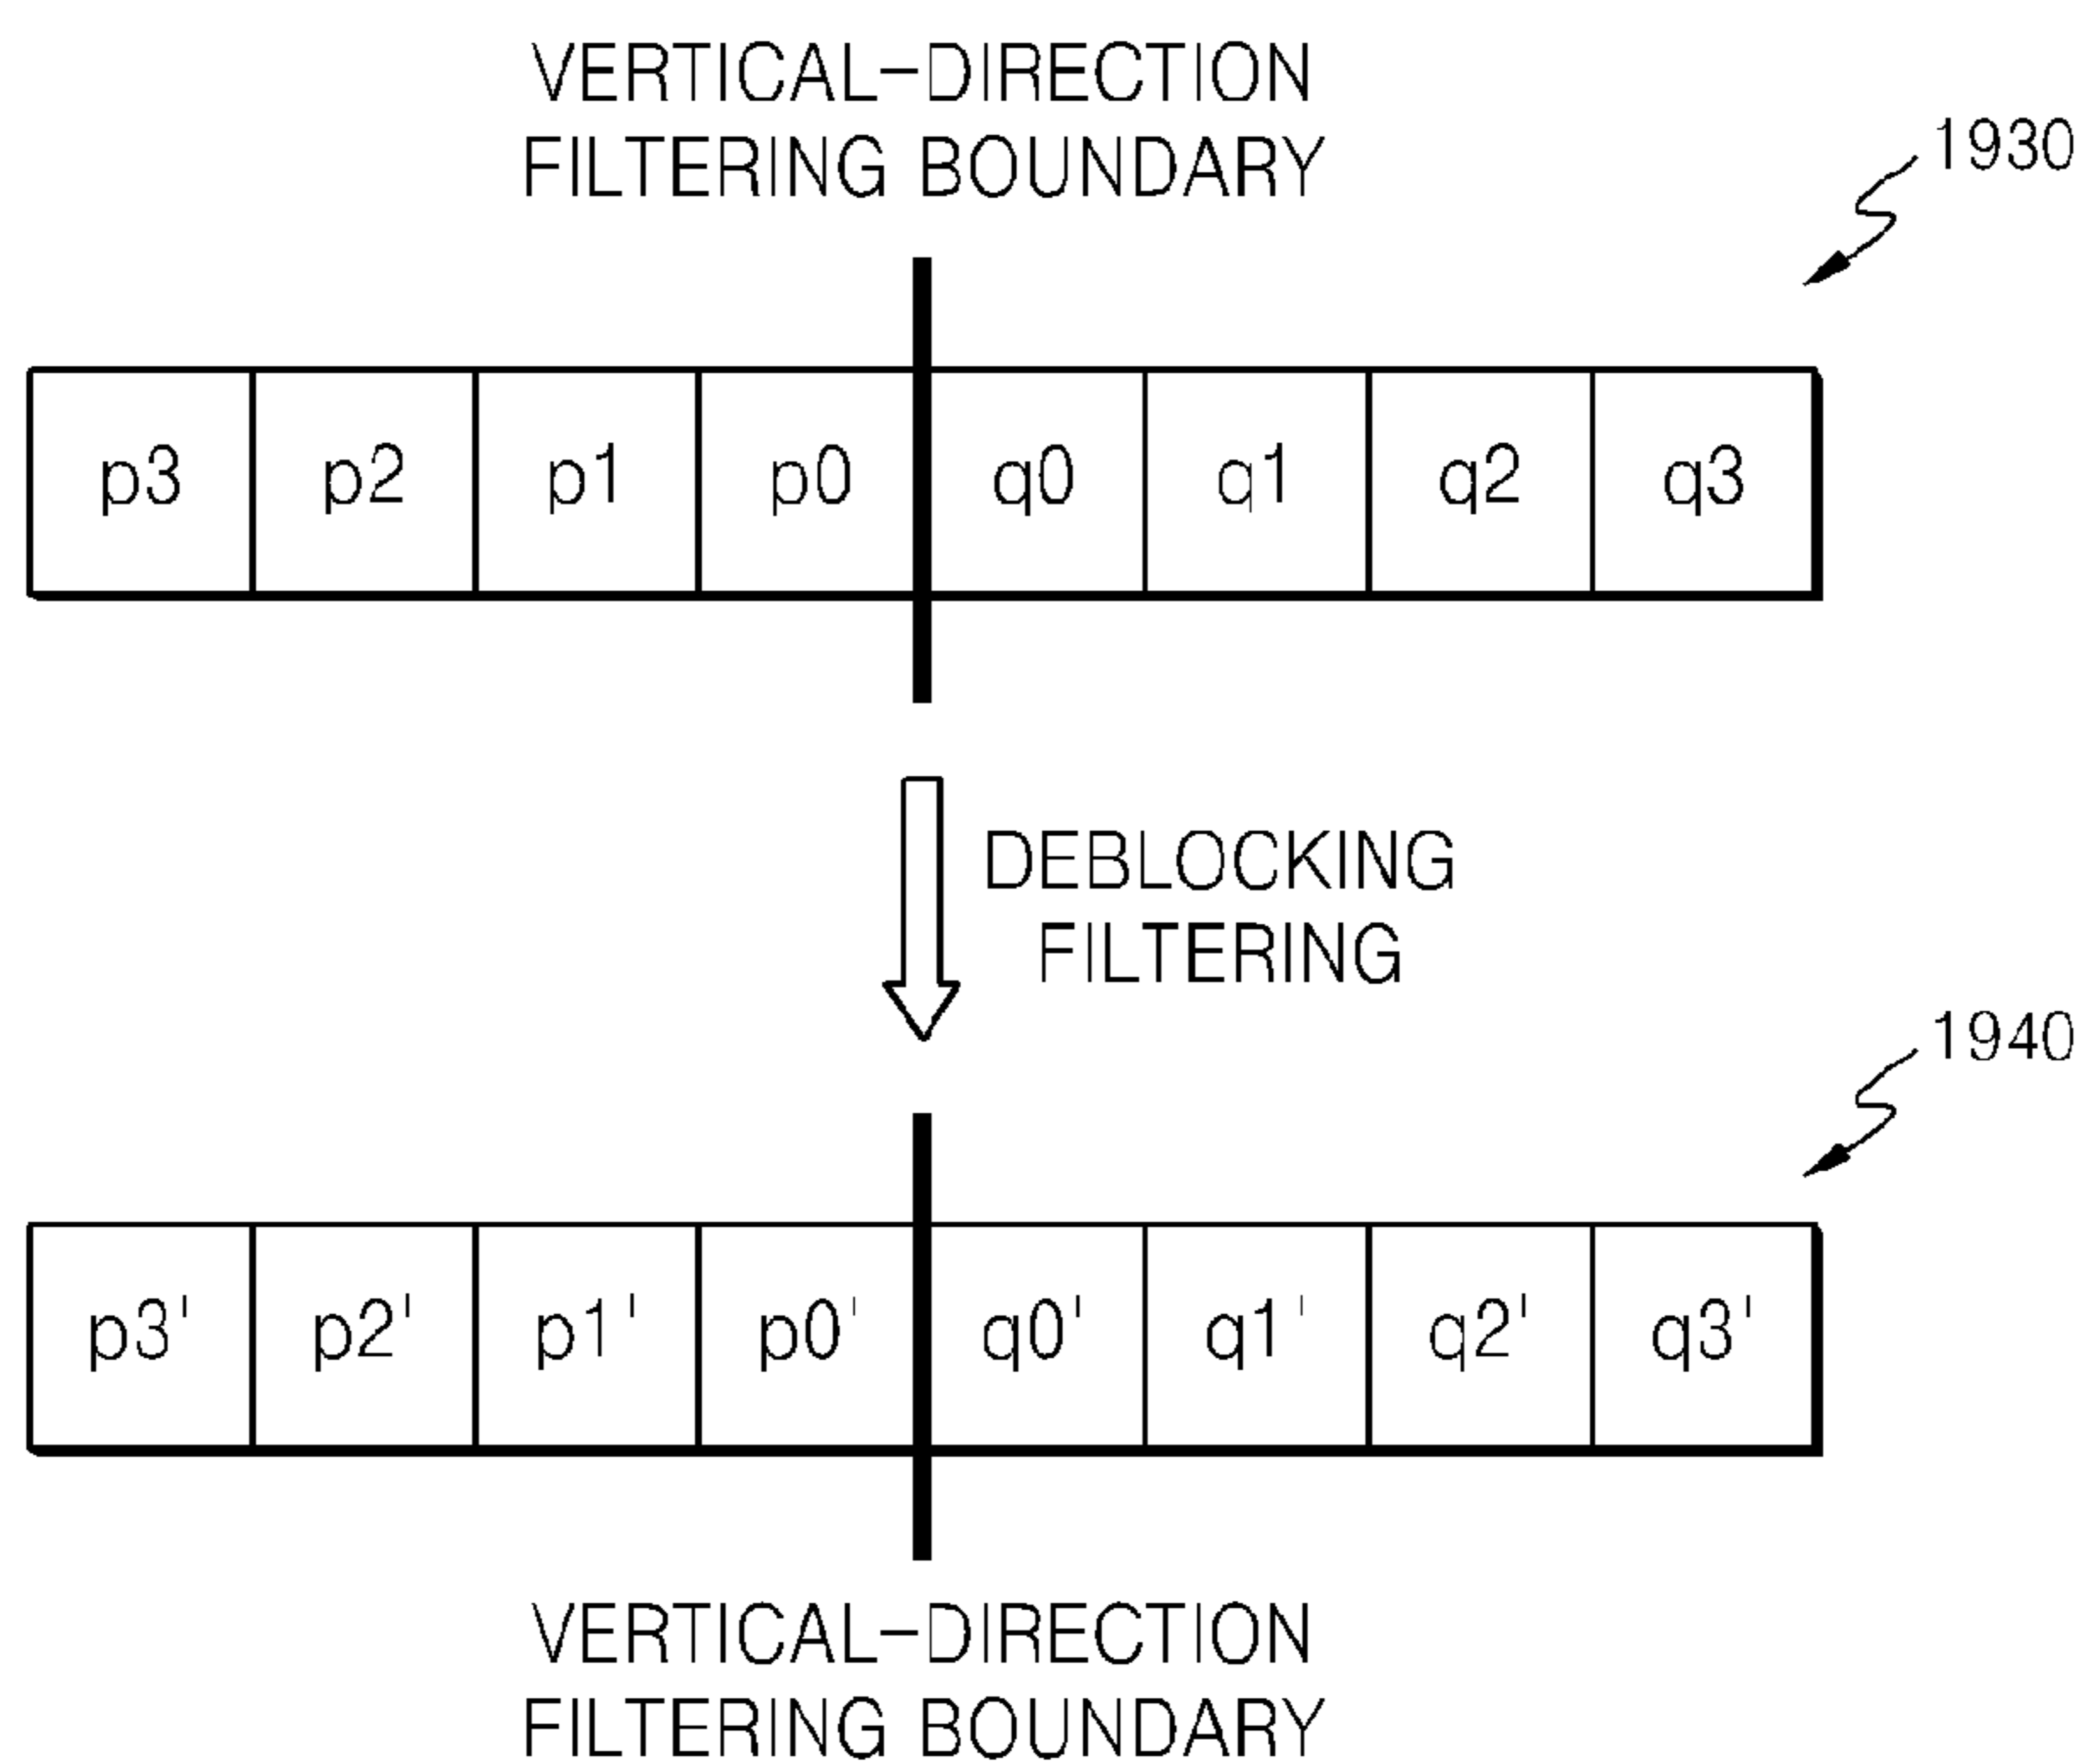 VERTICAL-DIRECTION
FILTERING BOUNDARY
1930
p3 p2 p1 p0 q0 q1 q2 q3
DEBLOCKING
FILTERING
1940
p3' p2' p1' p0' q0' q1' q2' q3'
VERTICAL-DIRECTION
FILTERING BOUNDARY